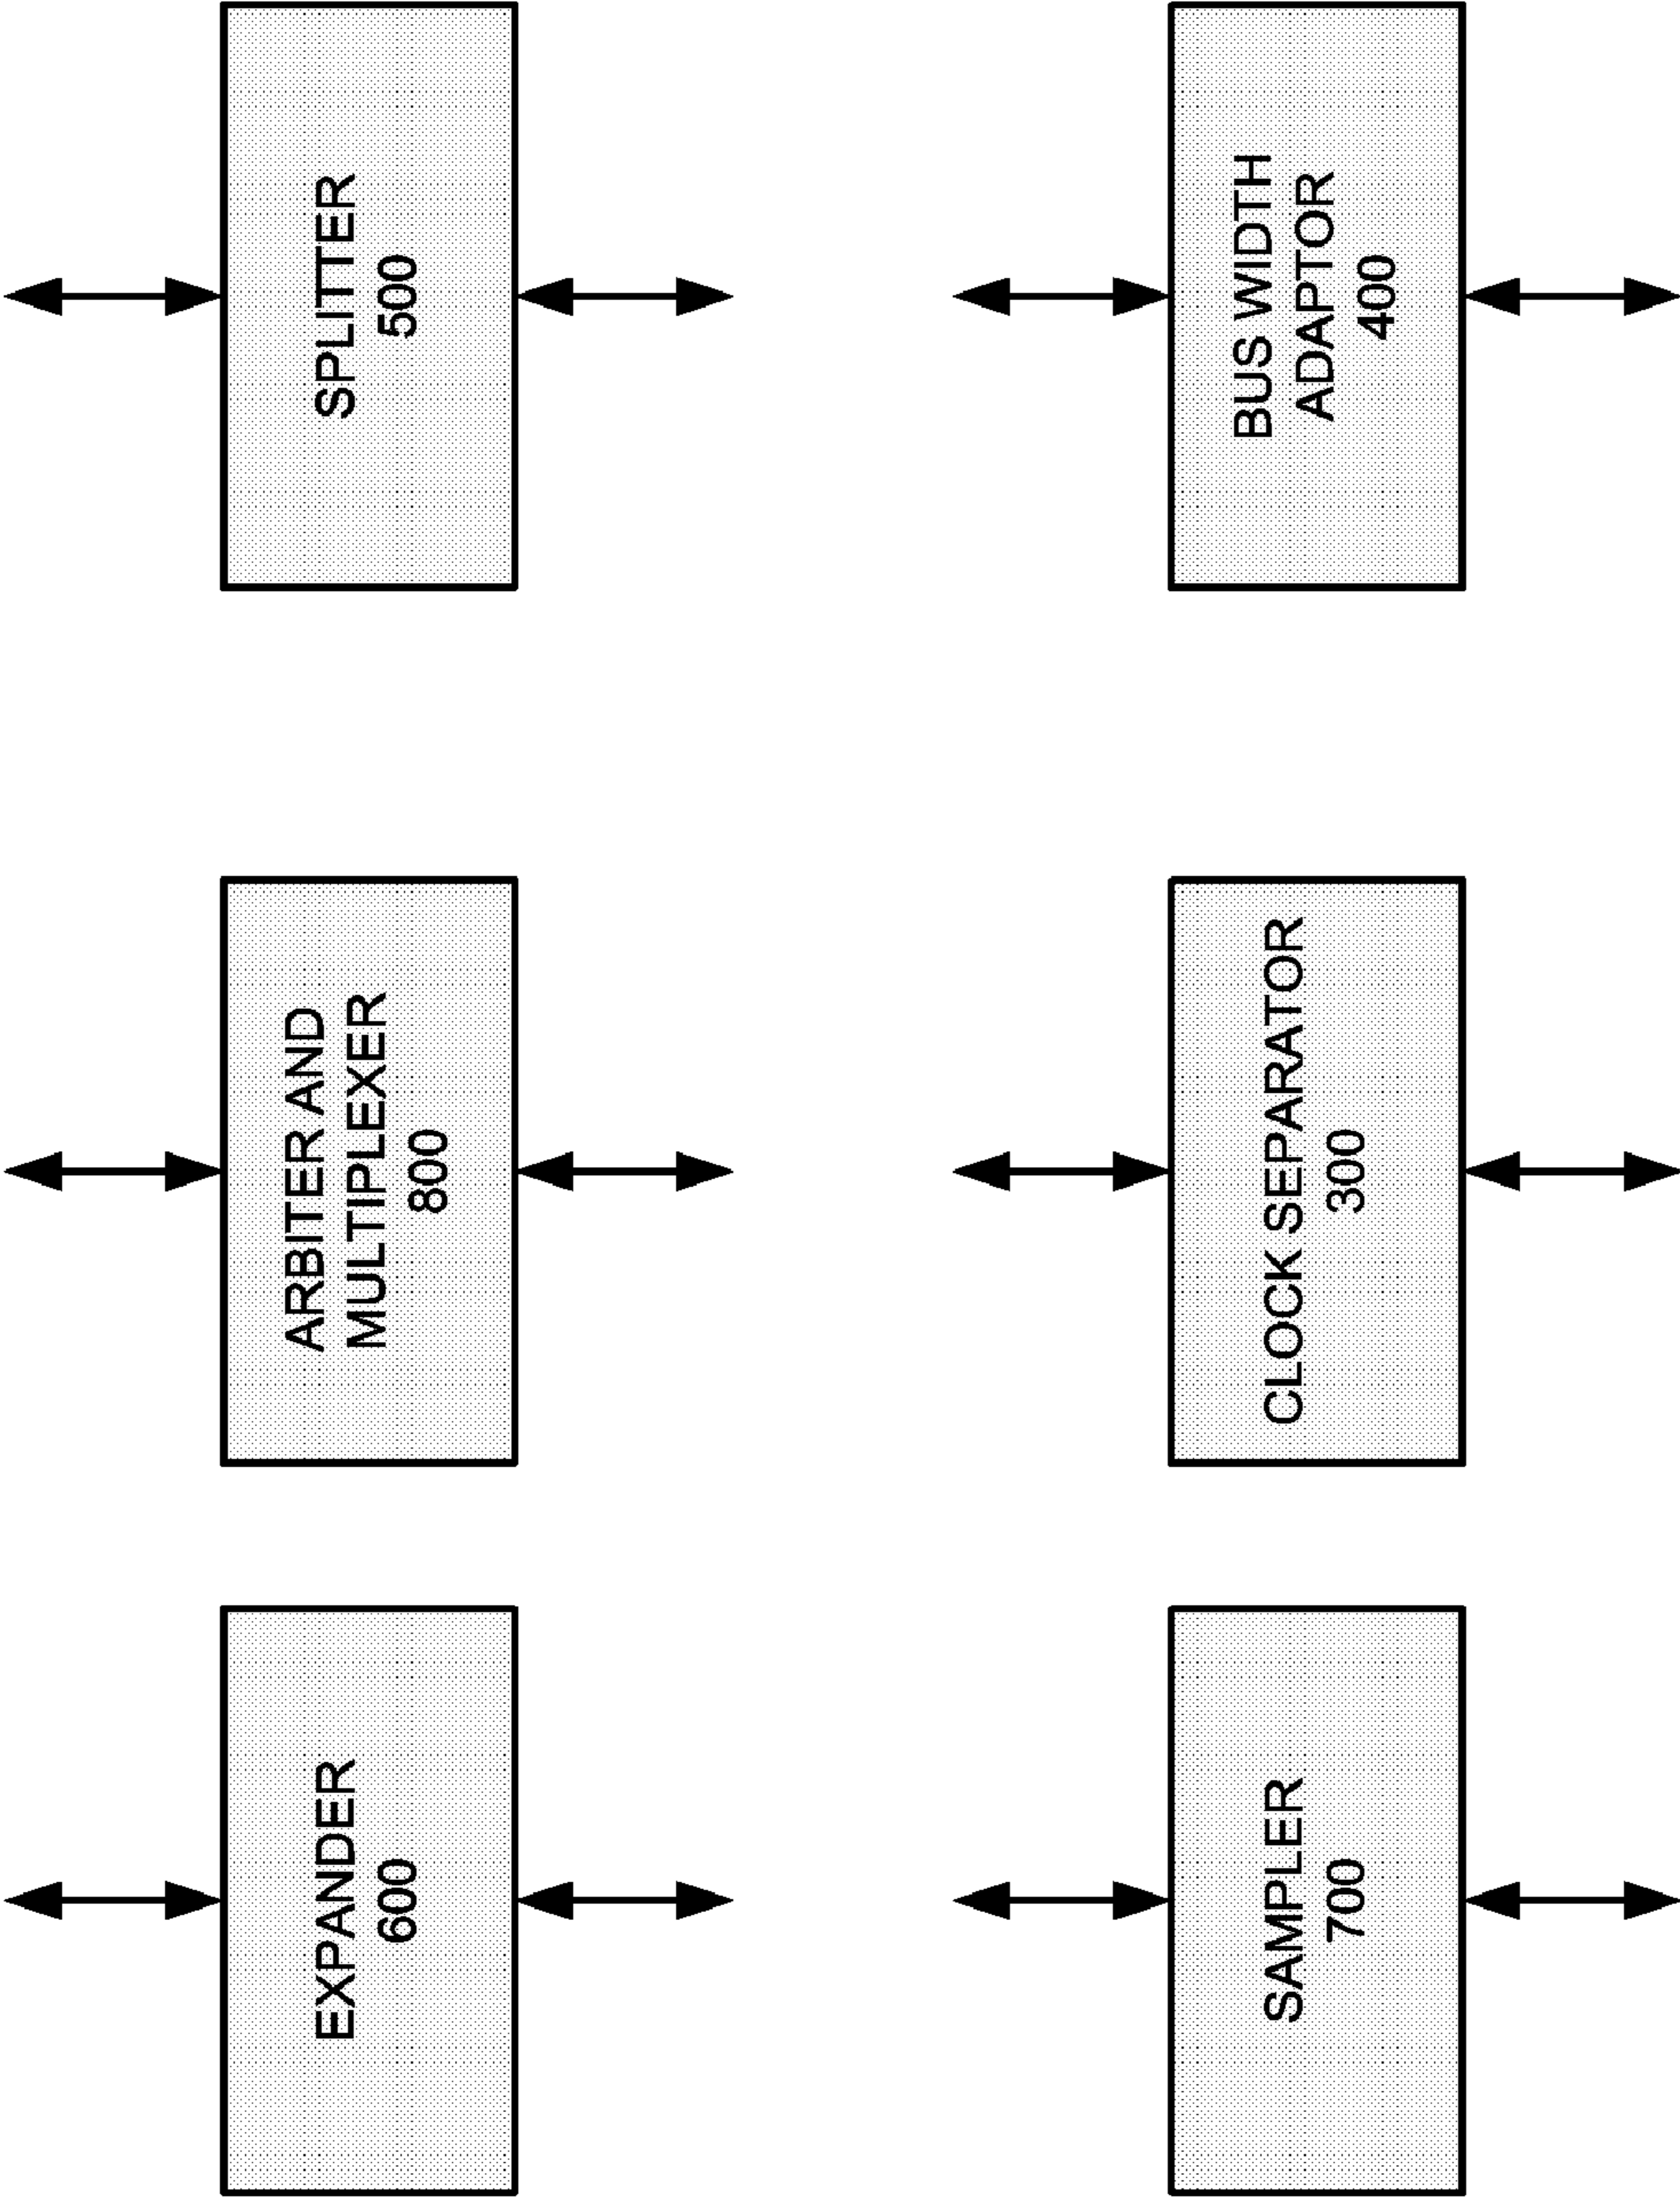 EXPANDER
600
ARBITER AND
MULTIPLEXER
800
SPLITTER
500
SAMPLER
700
CLOCK SEPARATOR
300
BUS WIDTH
ADAPTOR
400